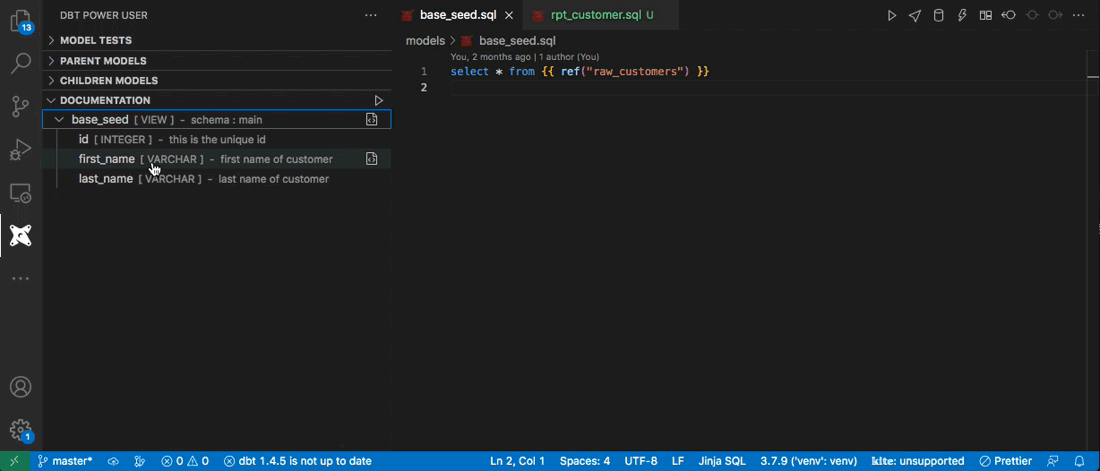 DBT POWER USER
base_seed.sql
rpt_customer.sql U
13
MODEL TESTS
PARENT MODELS
CHILDREN MODELS
DOCUMENTATION
base_seed [ VIEW ] - schema : main
id [ INTEGER ] - this is the unique id
first_name [ VARCHAR ] - first name of customer
last_name [ VARCHAR ] - last name of customer
models > base_seed.sql
You, 2 months ago | 1 author (You)
1 select * from {{ ref("raw_customers") }}
2
1
master* 0 0 dbt 1.4.5 is not up to date Ln 2, Col 1 Spaces: 4 UTF-8 LF Jinja SQL 3.7.9 ('venv': venv) kite: unsupported Prettier